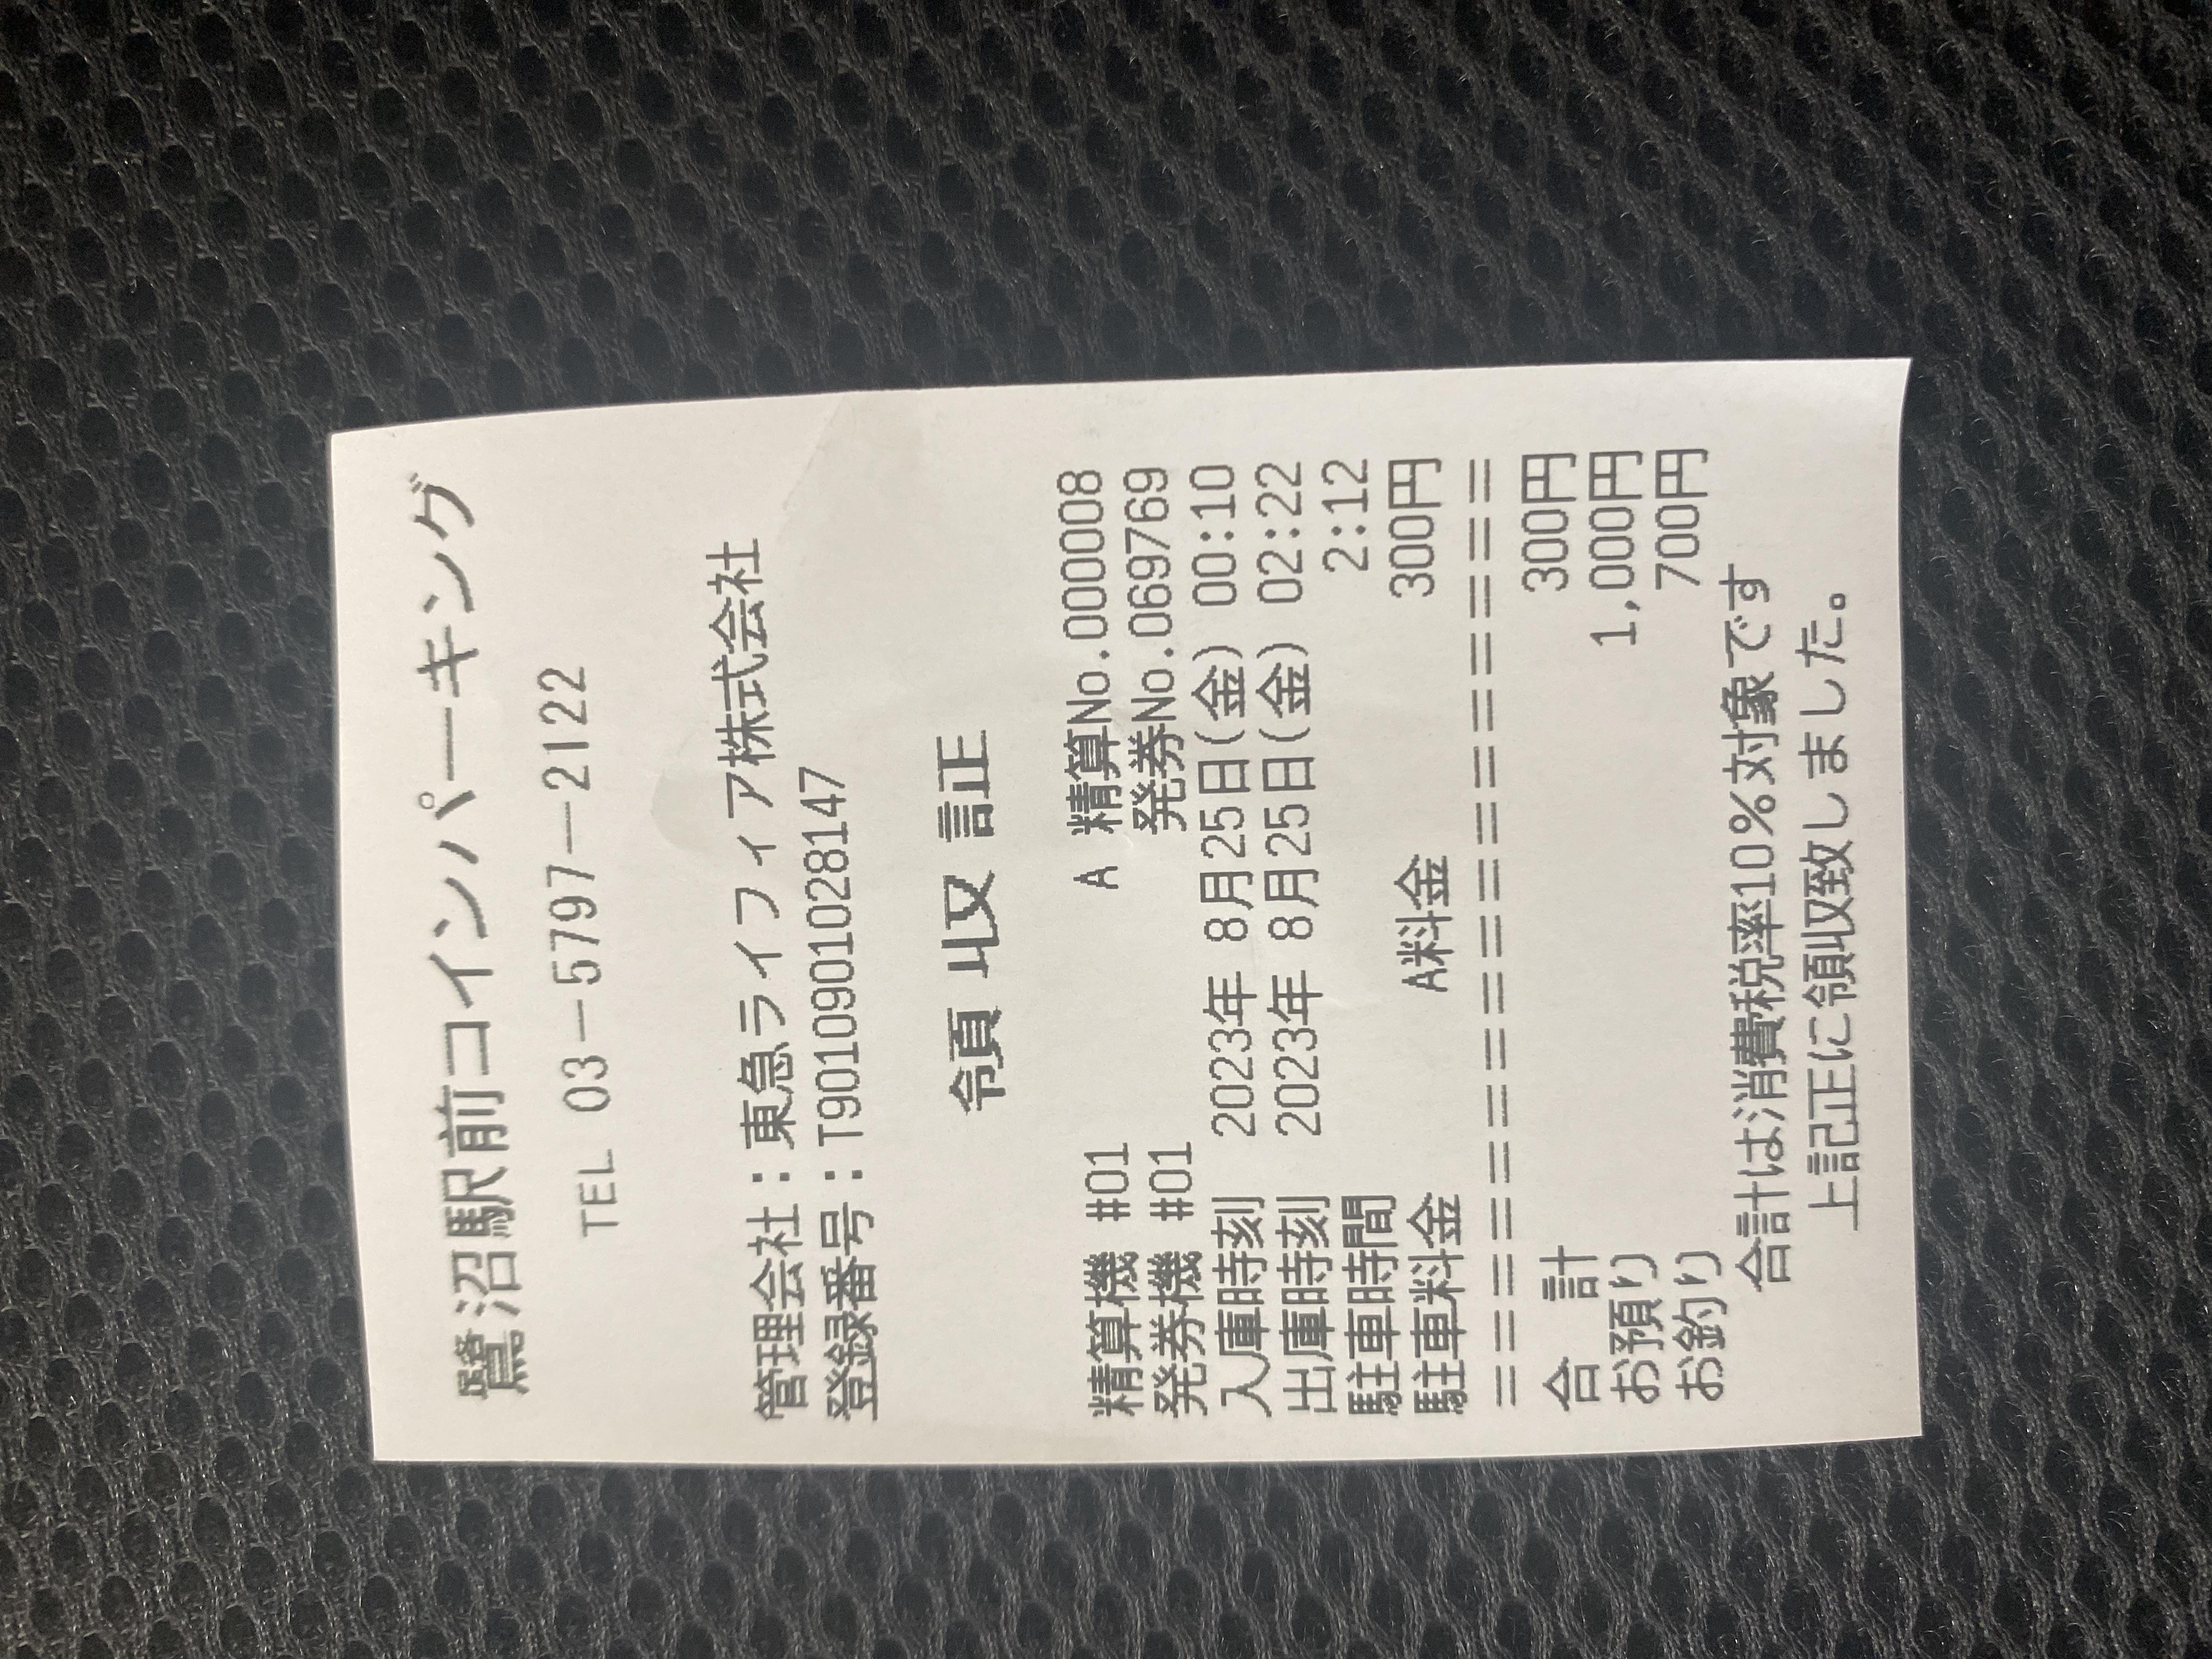 鷺沼駅前コインパーキング
TEL 03－5797－2122
管理会社：東急ライフィア株式会社
登録番号：T9010901028147
領収証
精算機 #01 A 精算No.000008
発券機 #01 発券No.069769
入庫時刻 2023年 8月25日(金) 00:10
出庫時刻 2023年 8月25日(金) 02:22
駐車時間 2:12
駐車料金 A料金 300円
================
合 計 300円
お預り 1,000円
お釣り 700円
合計は消費税率10%対象です
上記正に領収致しました。